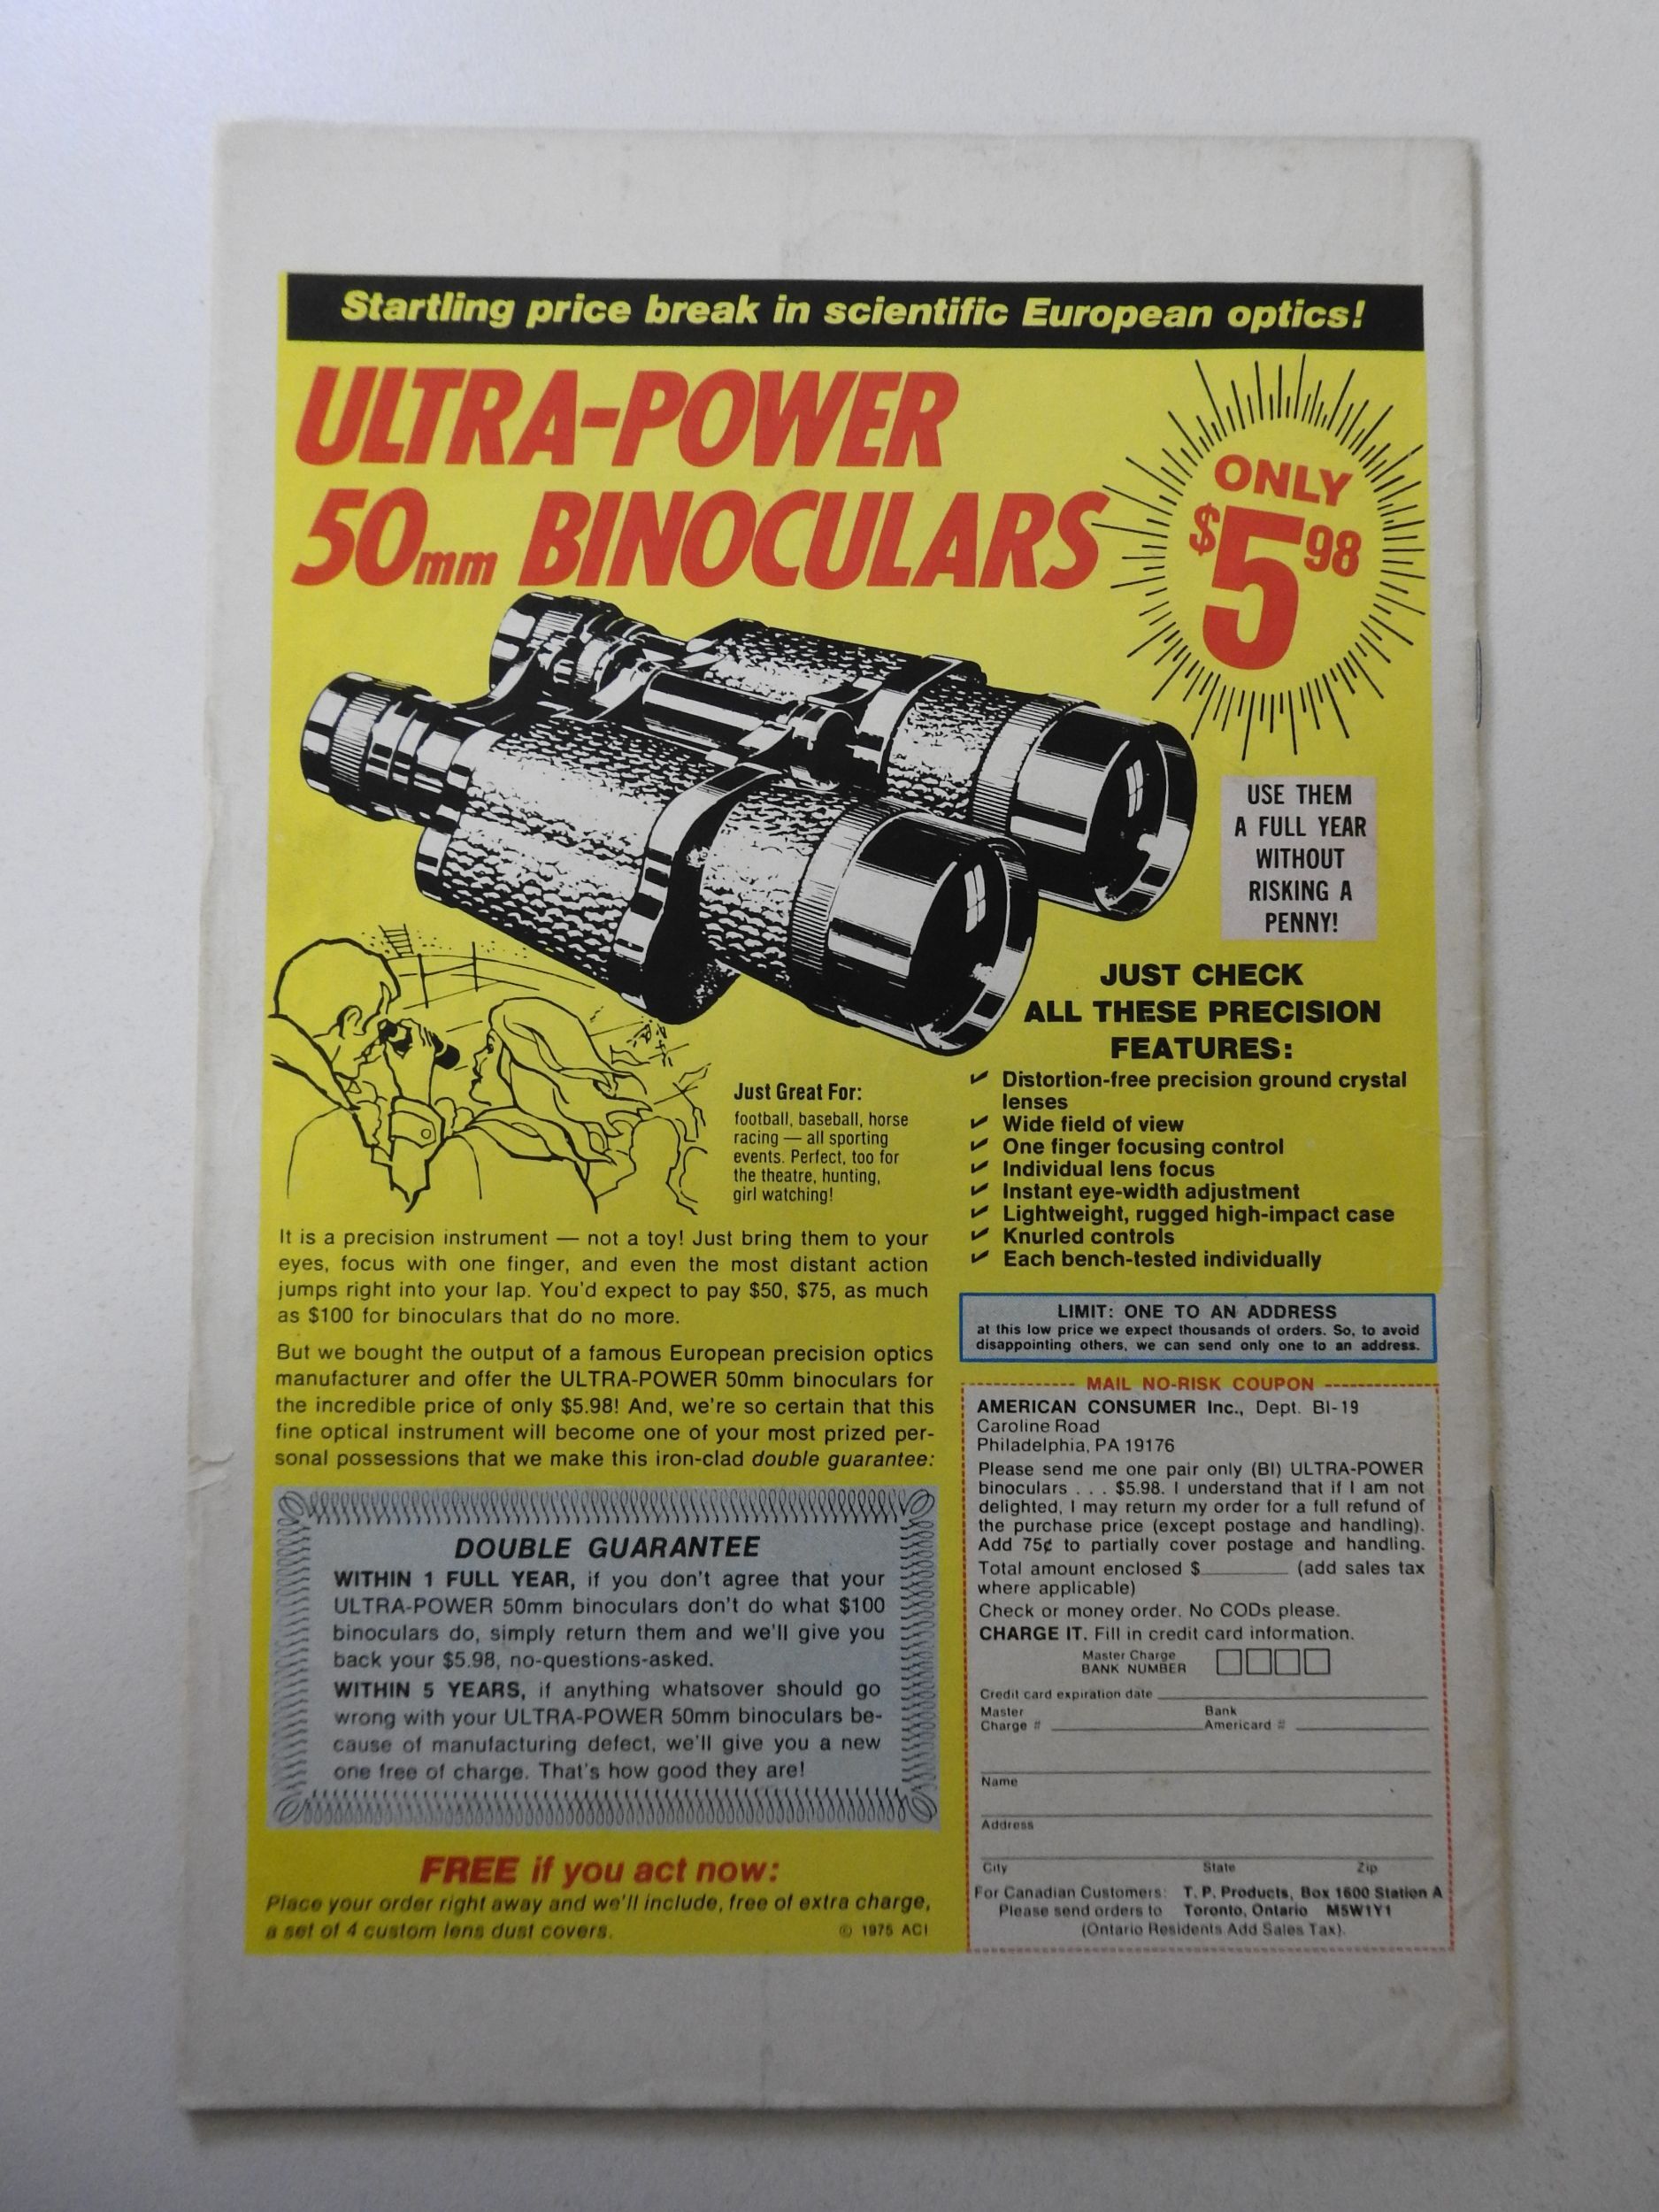 Startling price break in scientific European optics!
ULTRA-POWER
50mm BINOCULARS
ONLY
$5 98
USE THEM
A FULL YEAR
WITHOUT
RISKING A
PENNY!
JUST CHECK
ALL THESE PRECISION
FEATURES:
✔ Distortion-free precision ground crystal
lenses
✔ Wide field of view
✔ One finger focusing control
✔ Individual lens focus
✔ Instant eye-width adjustment
✔ Lightweight, rugged high-impact case
✔ Knurled controls
✔ Each bench-tested individually
Just Great For:
football, baseball, horse
racing — all sporting
events. Perfect, too for
the theatre, hunting,
girl watching!
It is a precision instrument — not a toy! Just bring them to your
eyes, focus with one finger, and even the most distant action
jumps right into your lap. You'd expect to pay $50, $75, as much
as $100 for binoculars that do no more.
But we bought the output of a famous European precision optics
manufacturer and offer the ULTRA-POWER 50mm binoculars for
the incredible price of only $5.98! And, we're so certain that this
fine optical instrument will become one of your most prized per-
sonal possessions that we make this iron-clad double guarantee:
DOUBLE GUARANTEE
WITHIN 1 FULL YEAR, if you don't agree that your
ULTRA-POWER 50mm binoculars don't do what $100
binoculars do, simply return them and we'll give you
back your $5.98, no-questions-asked.
WITHIN 5 YEARS, if anything whatsover should go
wrong with your ULTRA-POWER 50mm binoculars be-
cause of manufacturing defect, we'll give you a new
one free of charge. That's how good they are!
FREE if you act now:
Place your order right away and we'll include, free of extra charge,
a set of 4 custom lens dust covers.
© 1975 ACI
LIMIT: ONE TO AN ADDRESS
at this low price we expect thousands of orders. So, to avoid
disappointing others, we can send only one to an address.
MAIL NO-RISK COUPON
AMERICAN CONSUMER Inc., Dept. BI-19
Caroline Road
Philadelphia, PA 19176
Please send me one pair only (BI) ULTRA-POWER
binoculars . . . $5.98. I understand that if I am not
delighted, I may return my order for a full refund of
the purchase price (except postage and handling).
Add 75¢ to partially cover postage and handling.
Total amount enclosed $________ (add sales tax
where applicable)
Check or money order. No CODs please.
CHARGE IT. Fill in credit card information.
Master Charge
BANK NUMBER
Credit card expiration date
Master Bank
Charge # Americard #
Name
Address
City State Zip
For Canadian Customers: T. P. Products, Box 1600 Station A
Please send orders to Toronto, Ontario M5W1Y1
(Ontario Residents Add Sales Tax).